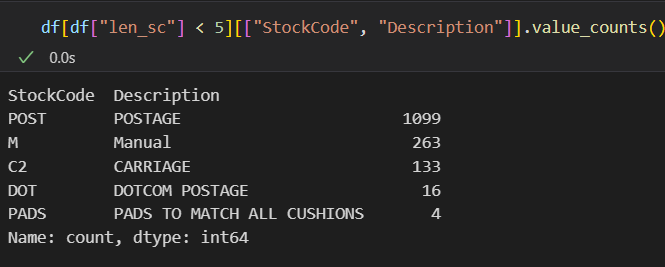 df[df["len_sc"] < 5][["StockCode", "Description"]].value_counts()
0.0s
StockCode  Description
POST       POSTAGE                       1099
M          Manual                         263
C2         CARRIAGE                       133
DOT        DOTCOM POSTAGE                  16
PADS       PADS TO MATCH ALL CUSHIONS       4
Name: count, dtype: int64